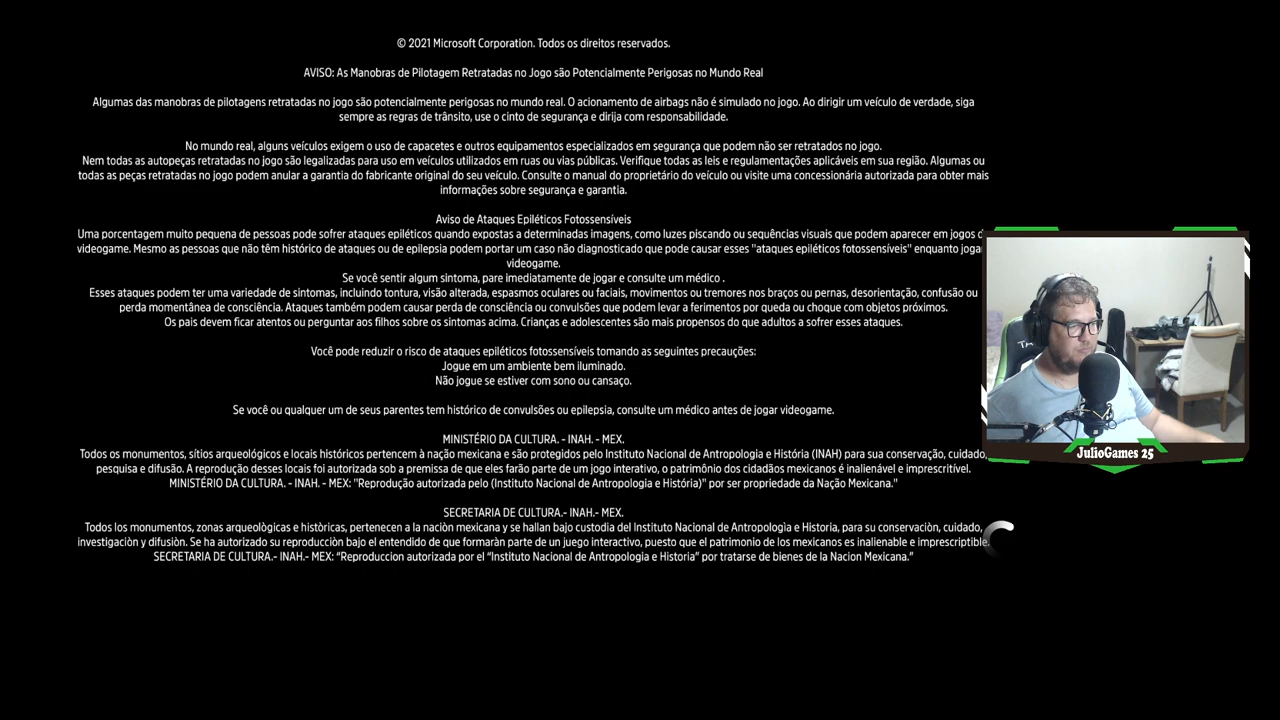 © 2021 Microsoft Corporation. Todos os direitos reservados.
AVISO: As Manobras de Pilotagem Retratadas no Jogo são Potencialmente Perigosas no Mundo Real
Algumas das manobras de pilotagens retratadas no jogo são potencialmente perigosas no mundo real. O acionamento de airbags não é simulado no jogo. Ao dirigir um veículo de verdade, siga
sempre as regras de trânsito, use o cinto de segurança e dirija com responsabilidade.
No mundo real, alguns veículos exigem o uso de capacetes e outros equipamentos especializados em segurança que podem não ser retratados no jogo.
Nem todas as autopeças retratadas no jogo são legalizadas para uso em veículos utilizados em ruas ou vias públicas. Verifique todas as leis e regulamentações aplicáveis em sua região. Algumas ou
todas as peças retratadas no jogo podem anular a garantia do fabricante original do seu veículo. Consulte o manual do proprietário do veículo ou visite uma concessionária autorizada para obter mais
informações sobre segurança e garantia.
Aviso de Ataques Epiléticos Fotossensíveis
Uma porcentagem muito pequena de pessoas pode sofrer ataques epiléticos quando expostas a determinadas imagens, como luzes piscando ou sequências visuais que podem aparecer em jogos
videogame. Mesmo as pessoas que não têm histórico de ataques ou de epilepsia podem portar um caso não diagnosticado que pode causar esses "ataques epiléticos fotossensíveis" enquanto joga
videogame.
Se você sentir algum sintoma, pare imediatamente de jogar e consulte um médico .
Esses ataques podem ter uma variedade de sintomas, incluindo tontura, visão alterada, espasmos oculares ou faciais, movimentos ou tremores nos braços ou pernas, desorientação, confusão ou
perda momentânea de consciência. Ataques também podem causar perda de consciência ou convulsões que podem levar a ferimentos por queda ou choque com objetos próximos.
Os pais devem ficar atentos ou perguntar aos filhos sobre os sintomas acima. Crianças e adolescentes são mais propensos do que adultos a sofrer esses ataques.
Você pode reduzir o risco de ataques epiléticos fotossensíveis tomando as seguintes precauções:
Jogue em um ambiente bem iluminado.
Não jogue se estiver com sono ou cansaço.
Se você ou qualquer um de seus parentes tem histórico de convulsões ou epilepsia, consulte um médico antes de jogar videogame.
MINISTÉRIO DA CULTURA. - INAH. - MEX.
Todos os monumentos, sítios arqueológicos e locais históricos pertencem à nação mexicana e são protegidos pelo Instituto Nacional de Antropologia e História (INAH) para sua conservação, cuidado,
pesquisa e difusão. A reprodução desses locais foi autorizada sob a premissa de que eles farão parte de um jogo interativo, o patrimônio dos cidadãos mexicanos é inalienável e imprescritível.
MINISTÉRIO DA CULTURA. - INAH. - MEX: "Reprodução autorizada pelo (Instituto Nacional de Antropologia e História)" por ser propriedade da Nação Mexicana."
SECRETARIA DE CULTURA.- INAH.- MEX.
Todos los monumentos, zonas arqueològicas e històricas, pertenecen a la naciòn mexicana y se hallan bajo custodia del Instituto Nacional de Antropologìa e Historia, para su conservaciòn, cuidado,
investigaciòn y difusiòn. Se ha autorizado su reproducciòn bajo el entendido de que formaràn parte de un juego interactivo, puesto que el patrimonio de los mexicanos es inalienable e imprescriptible.
SECRETARIA DE CULTURA.- INAH.- MEX: “Reproduccion autorizada por el “Instituto Nacional de Antropologia e Historia” por tratarse de bienes de la Nacion Mexicana.”
JulioGames 25